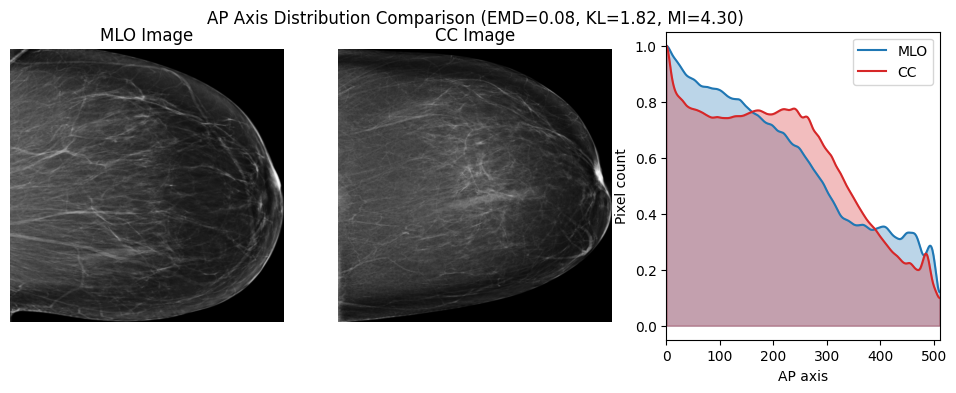 AP Axis Distribution Comparison (EMD=0.08, KL=1.82, MI=4.30)
MLO Image
CC Image
MLO
CC
Pixel count
1.0
0.8
0.6
0.4
0.2
0.0
0 100 200 300 400 500
AP axis